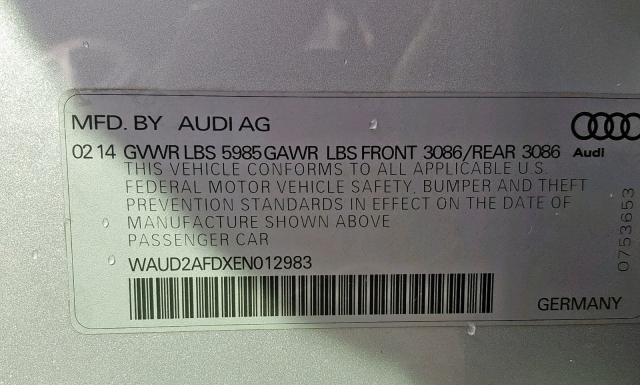 MFD. BY AUDI AG
02 14 GVWR LBS 5985 GAWR LBS FRONT 3086/REAR 3086
Audi
THIS VEHICLE CONFORMS TO ALL APPLICABLE U.S.
FEDERAL MOTOR VEHICLE SAFETY, BUMPER AND THEFT
PREVENTION STANDARDS IN EFFECT ON THE DATE OF
MANUFACTURE SHOWN ABOVE
PASSENGER CAR
0753653
WAUD2AFDXEN012983
GERMANY